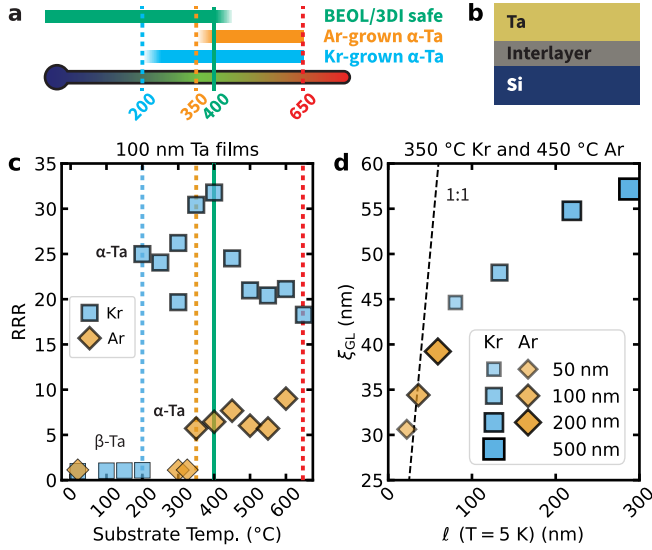 a
BEOL/3DI safe
Ar-grown α-Ta
Kr-grown α-Ta
200
350
400
650
b
Ta
Interlayer
Si
c
100 nm Ta films
RRR
35
30
25
20
15
10
5
0
α-Ta
Kr
Ar
α-Ta
β-Ta
0
100
200
300
400
500
600
Substrate Temp. (°C)
d
350 °C Kr and 450 °C Ar
ξGL (nm)
60
55
50
45
40
35
30
25
1:1
Kr Ar
50 nm
100 nm
200 nm
500 nm
0
100
200
300
ℓ (T = 5 K) (nm)